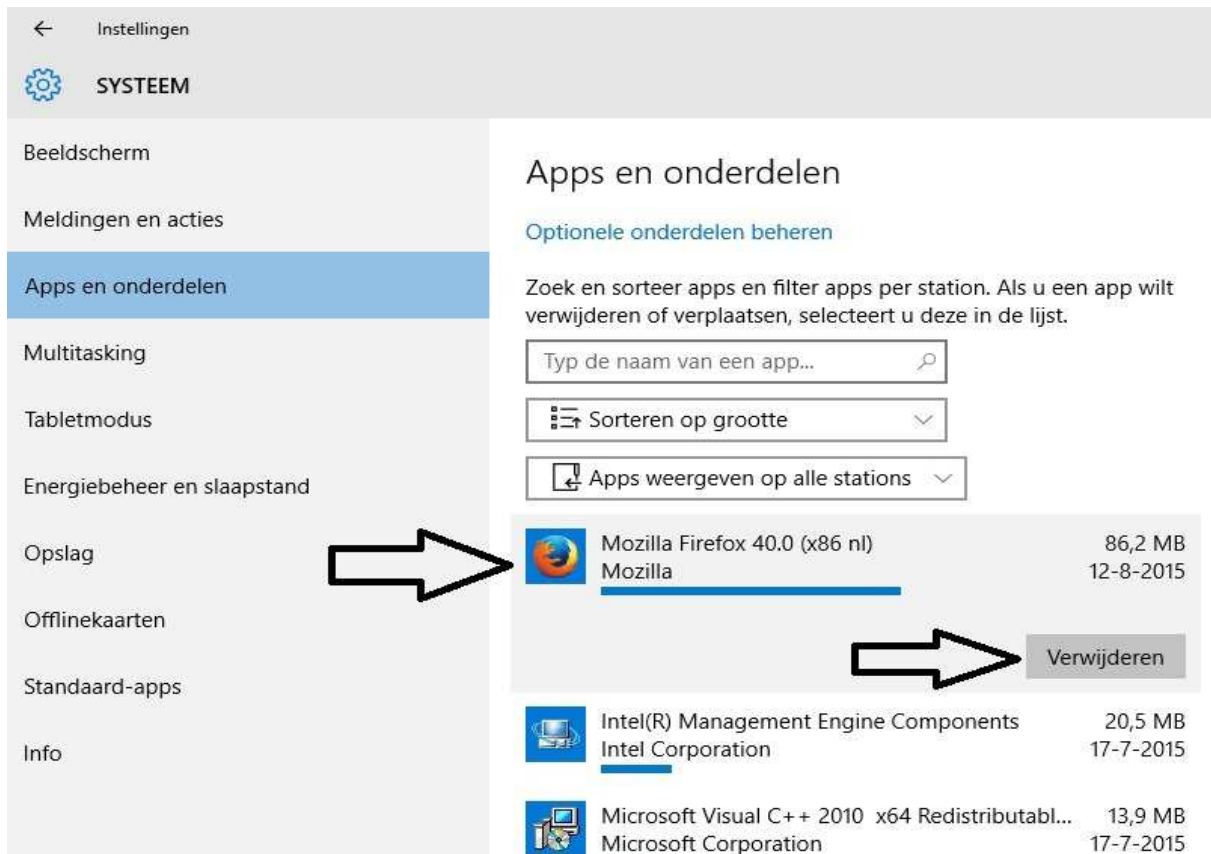 Instellingen
SYSTEEM
Beeldscherm
Meldingen en acties
Apps en onderdelen
Multitasking
Tabletmodus
Energiebeheer en slaapstand
Opslag
Offlinekaarten
Standaard-apps
Info
Apps en onderdelen
Optionele onderdelen beheren
Zoek en sorteer apps en filter apps per station. Als u een app wilt
verwijderen of verplaatsen, selecteert u deze in de lijst.
Typ de naam van een app...
Sorteren op grootte
Apps weergeven op alle stations
Mozilla Firefox 40.0 (x86 nl) 86,2 MB
Mozilla 12-8-2015
Verwijderen
Intel(R) Management Engine Components 20,5 MB
Intel Corporation 17-7-2015
Microsoft Visual C++ 2010 x64 Redistributabl... 13,9 MB
Microsoft Corporation 17-7-2015